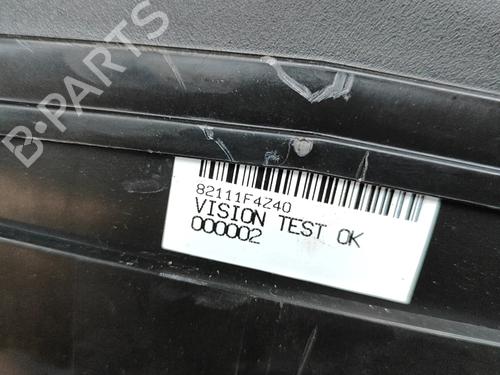 B-PARTS
82111F4Z40
VISION TEST OK
000002